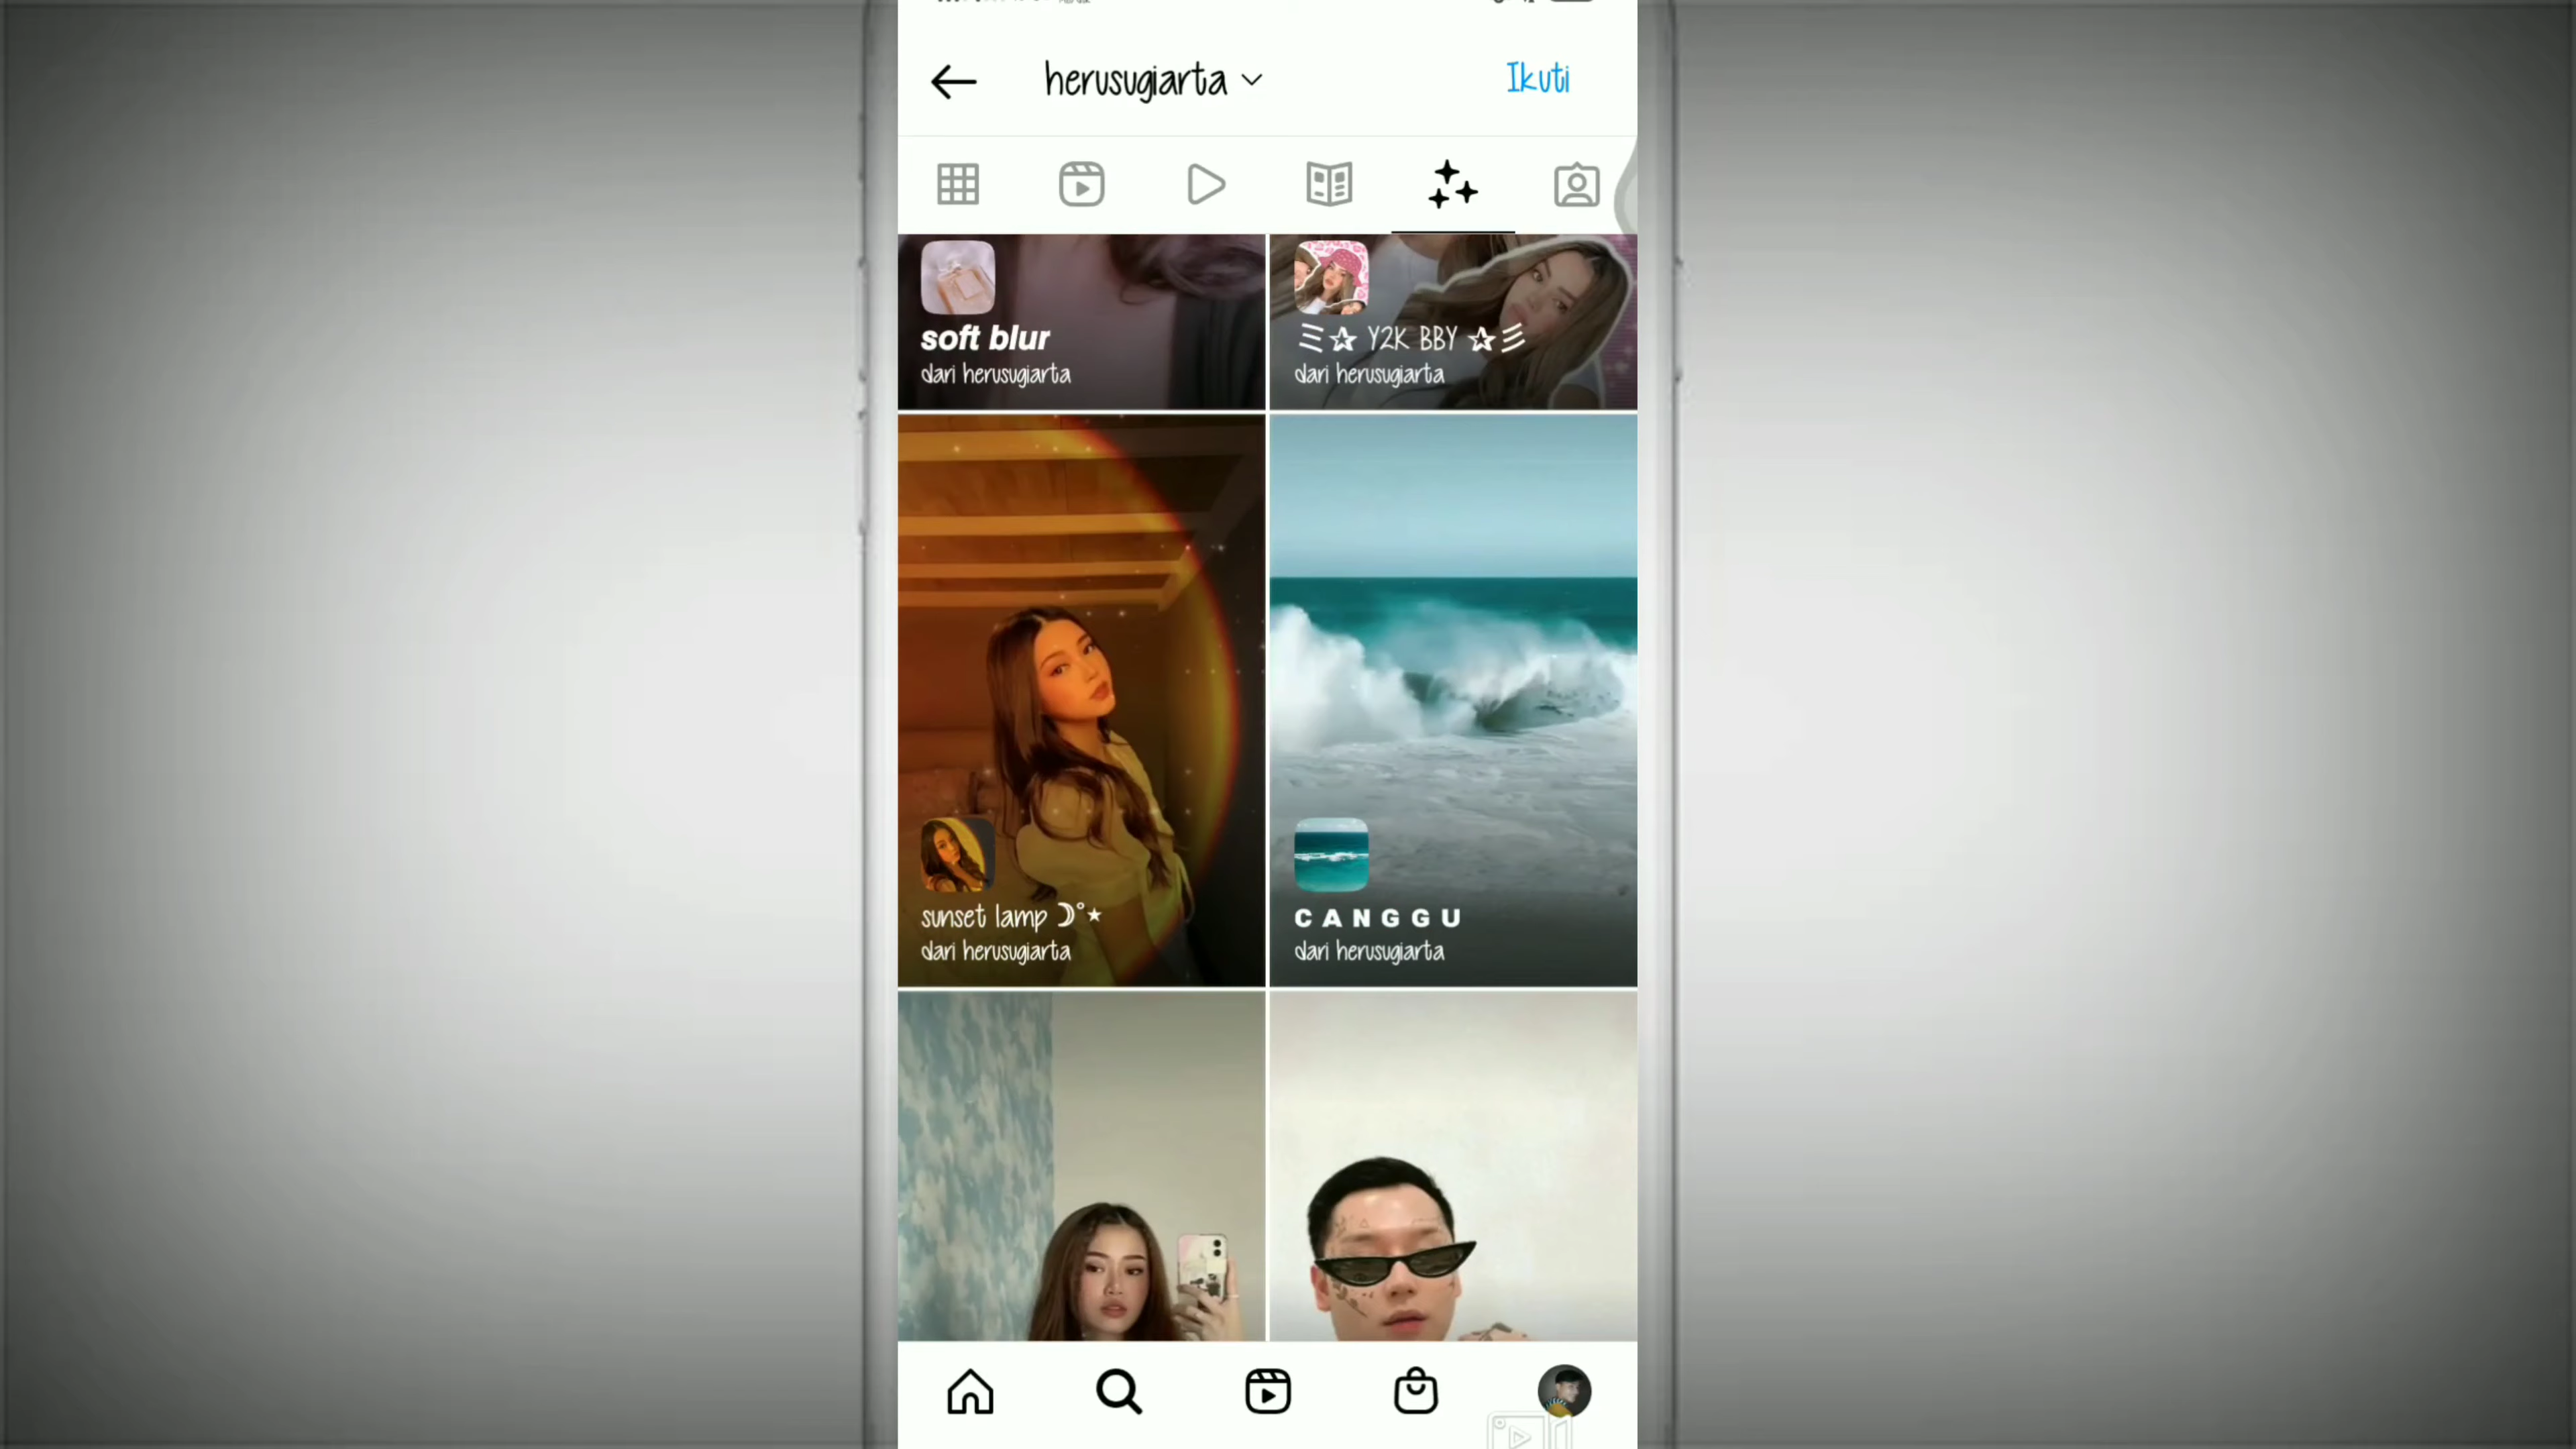 herusugiarta
Ikuti
soft blur
dari herusugiarta
☆ Y2K BBY ☆
dari herusugiarta
sunset lamp ☽˚⋆
dari herusugiarta
CANGGU
dari herusugiarta